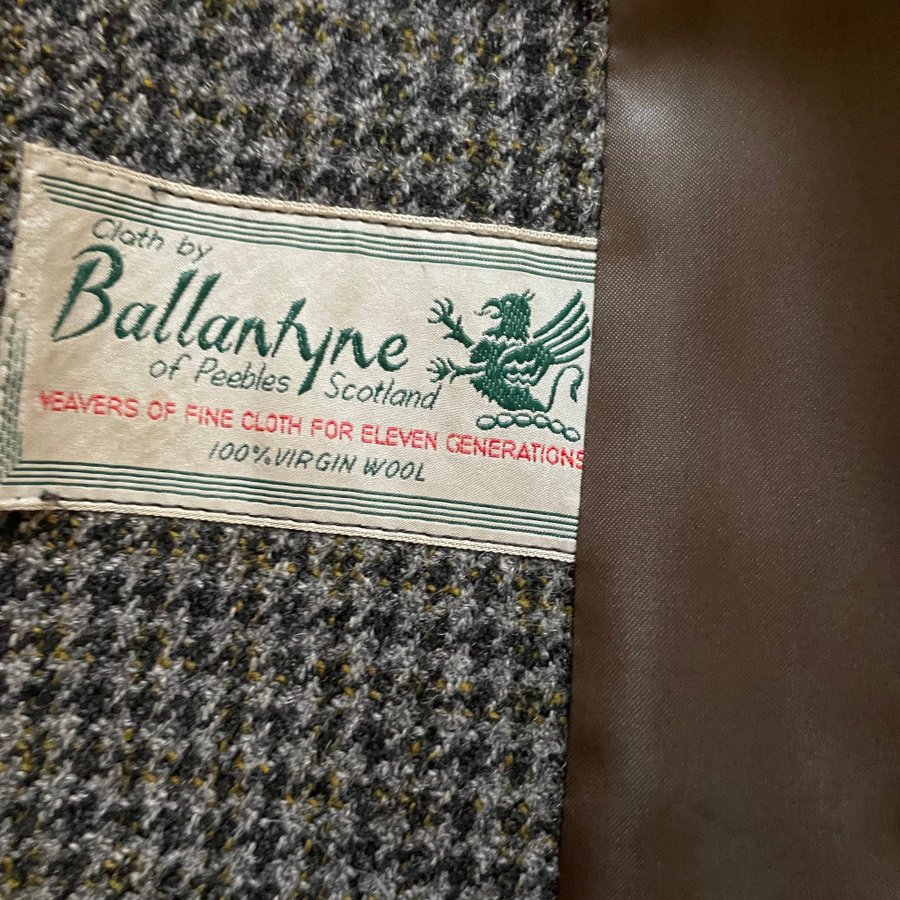 Cloth by
Ballantyne
of Peebles Scotland
WEAVERS OF FINE CLOTH FOR ELEVEN GENERATIONS
100% VIRGIN WOOL